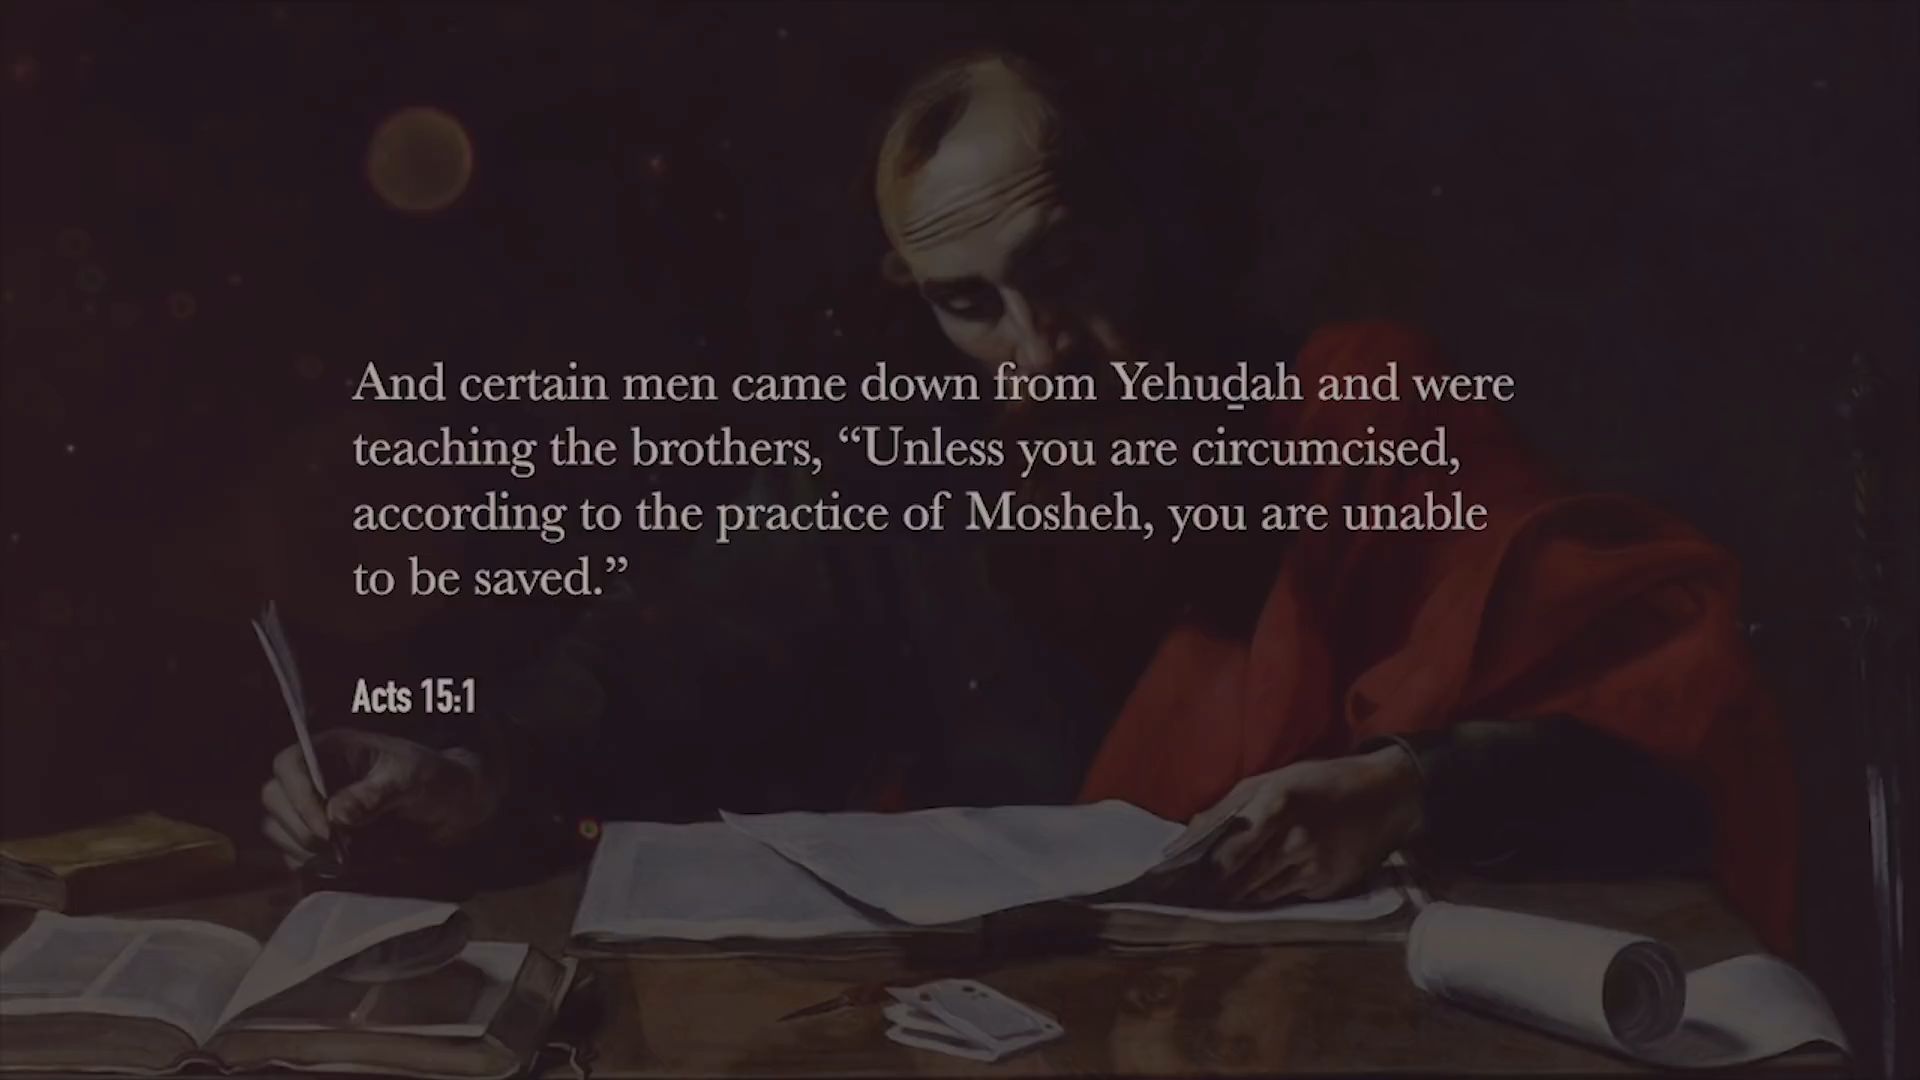 And certain men came down from Yehuḏah and were
teaching the brothers, “Unless you are circumcised,
according to the practice of Mosheh, you are unable
to be saved.”
Acts 15:1